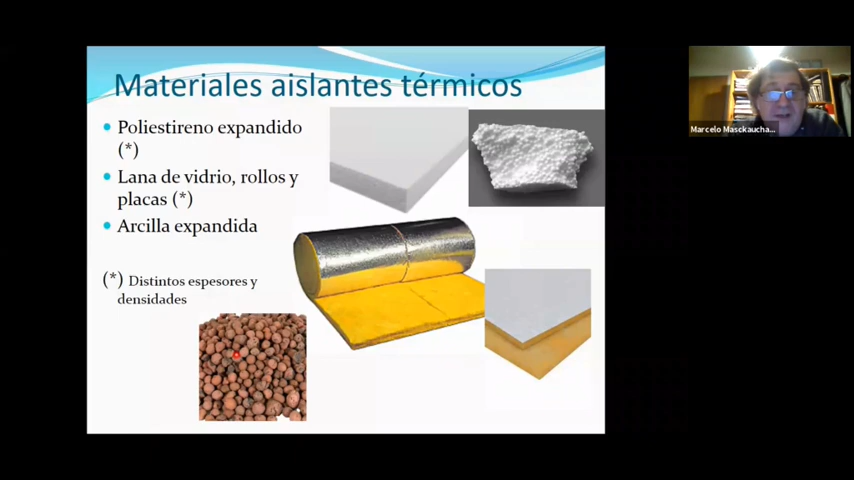 Materiales aislantes térmicos
• Poliestireno expandido
(*)
• Lana de vidrio, rollos y
placas (*)
• Arcilla expandida
(*) Distintos espesores y
densidades
Marcelo Masckaucha...